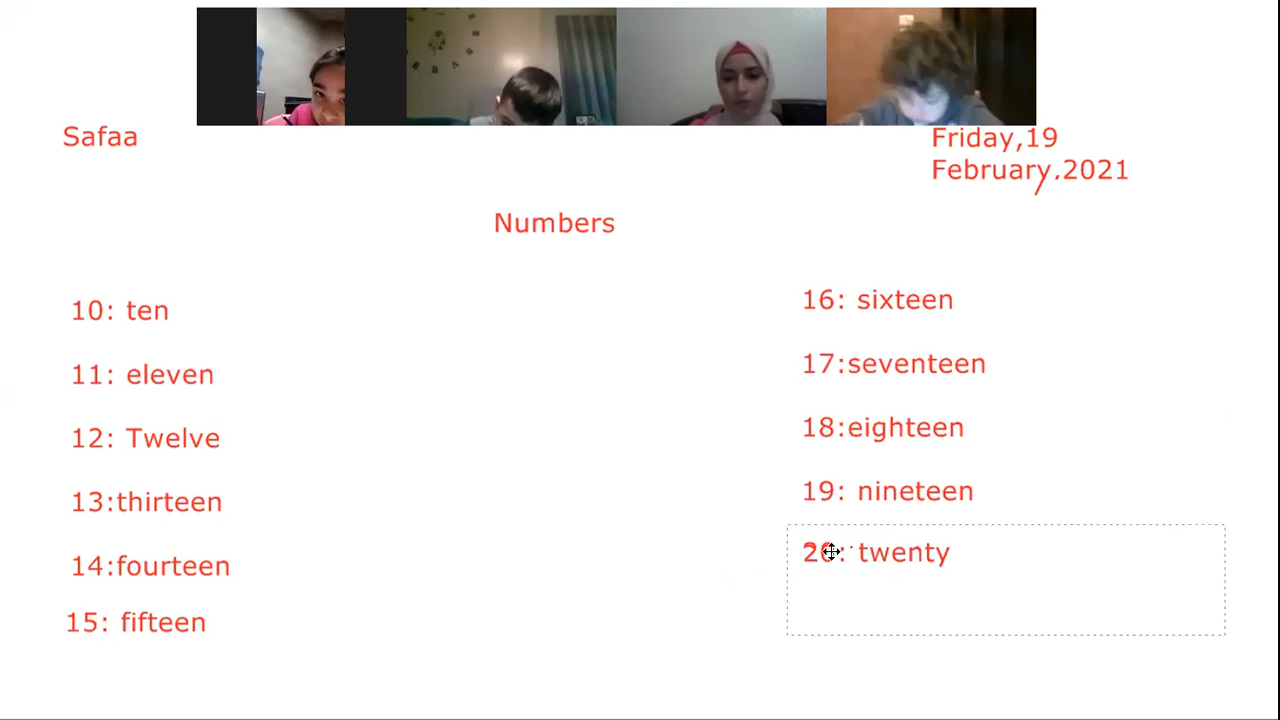 Safaa
Friday,19
February.2021
Numbers
10: ten
11: eleven
12: Twelve
13:thirteen
14:fourteen
15: fifteen
16: sixteen
17:seventeen
18:eighteen
19: nineteen
20: twenty